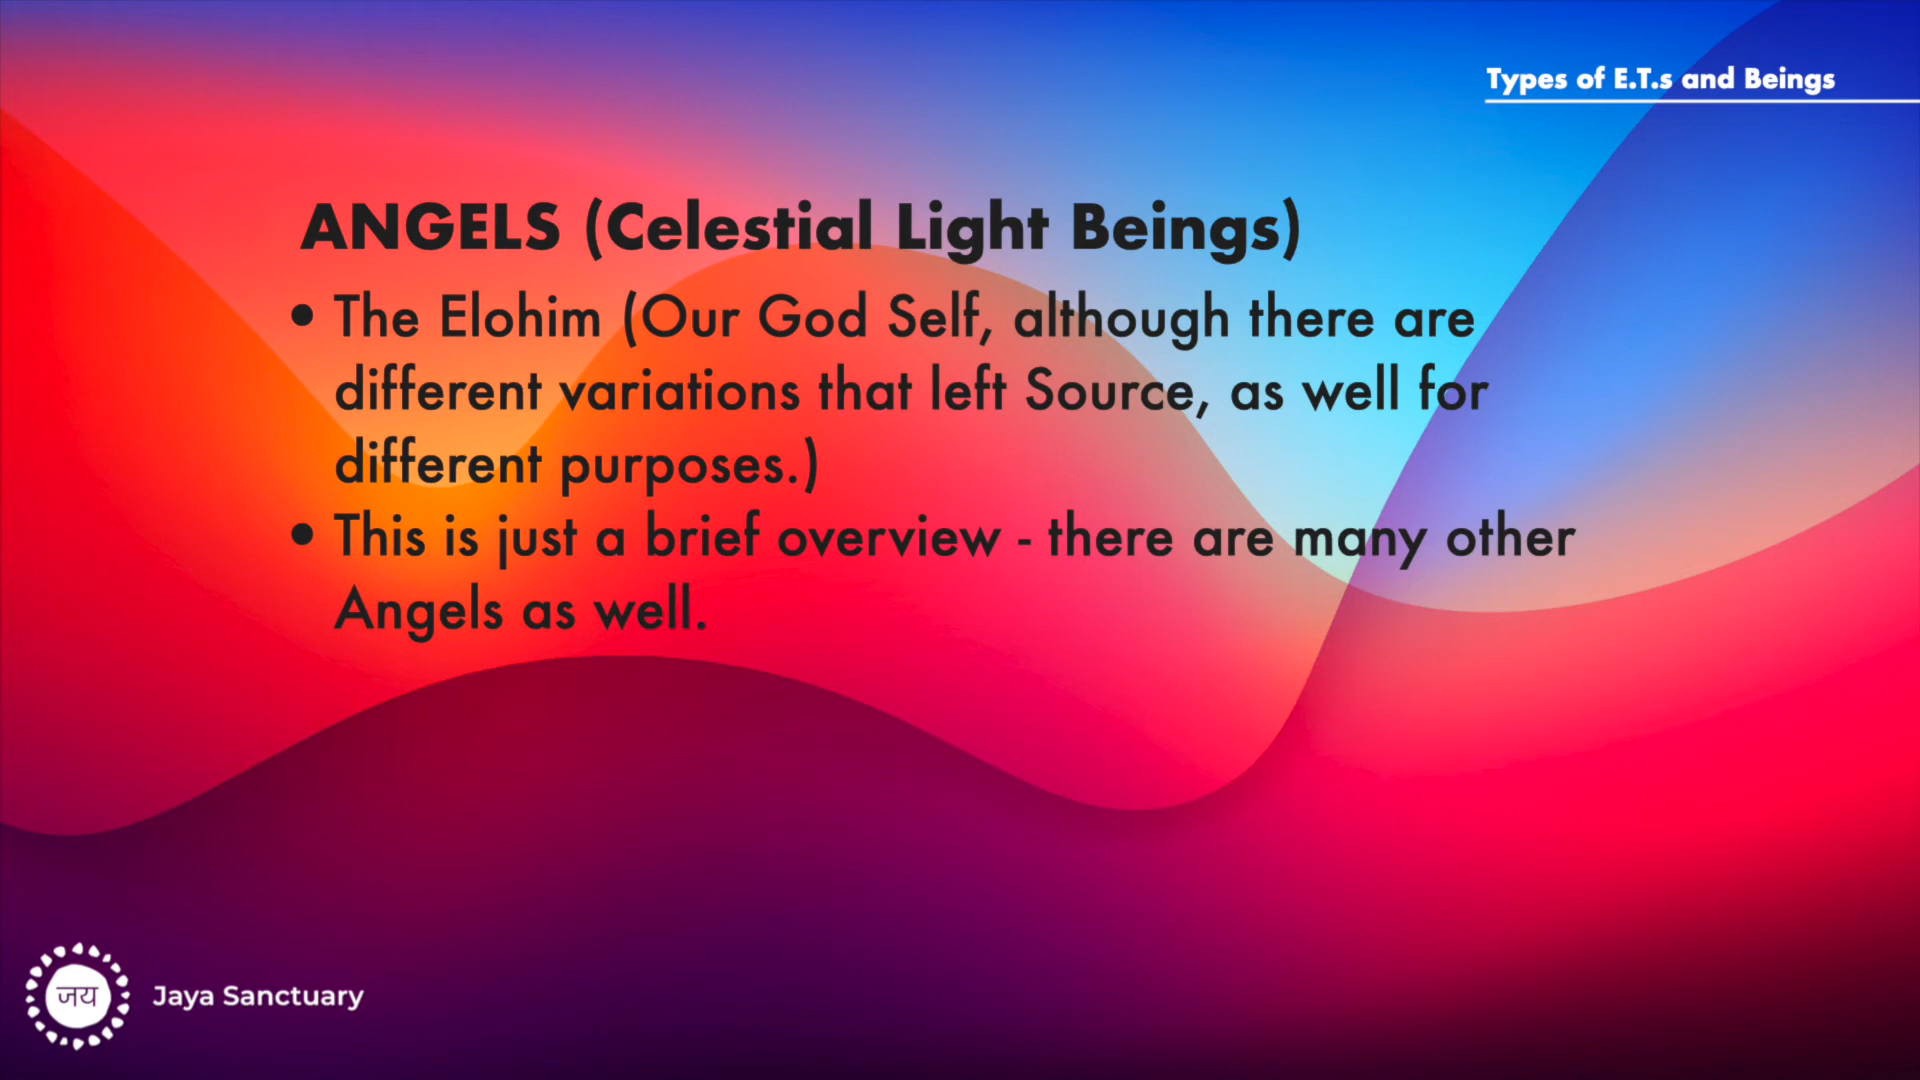 Types of E.T.s and Beings
ANGELS (Celestial Light Beings)
• The Elohim (Our God Self, although there are
different variations that left Source, as well for
different purposes.)
• This is just a brief overview - there are many other
Angels as well.
जय
Jaya Sanctuary